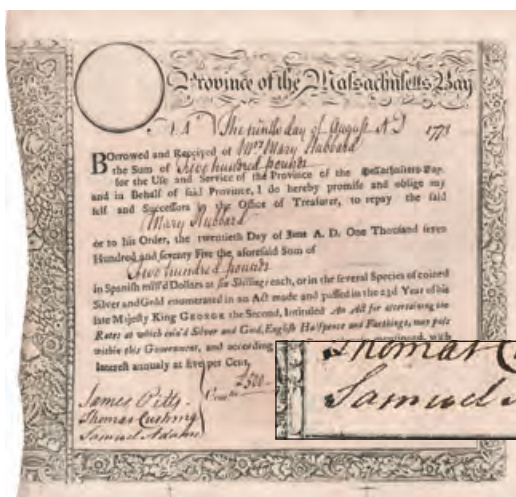 Province of the Massachusetts Bay
The tenth day of August AD 1771
Borrowed and Received of Mrs. Mary Hubbard
the Sum of Five hundred pounds
for the Use and Service of the Province of the Massachusetts-Bay,
and in Behalf of said Province, I do hereby promise and oblige my
self and Successors in the Office of Treasurer, to repay the said
Mary Hubbard
or to his Order, the twentieth Day of June A. D. One Thousand seven
Hundred and seventy Five the aforesaid Sum of
Five hundred pounds
in Spanish mill'd Dollars at six Shillings each, or in the several Species of coined
Silver and Gold enumerated in an Act made and passed in the 23d Year of his
late Majesty King GEORGE the Second, Intituled An Act for ascertaining the
Rates at which coin'd Silver and Gold, English Halfpence and Farthings, may pass
within this Government, and according
Interest annualy at five per Cent,
£500
James Pitts
Thomas Cushing
Samuel Adams
Thomas C
Samuel